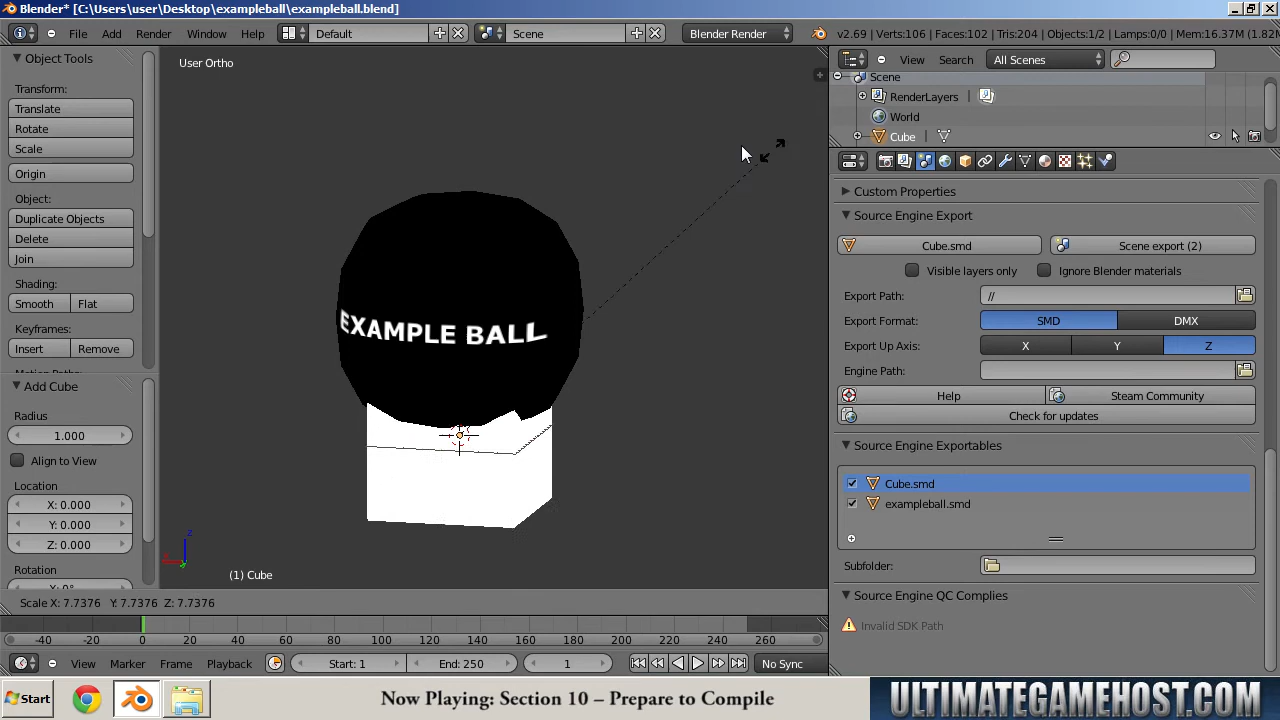 Blender* [C:\Users\user\Desktop\exampleball\exampleball.blend]
File Add Render Window Help Default Scene Blender Render v2.69 | Verts:106 | Faces:102 | Tris:204 | Objects:1/2 | Lamps:0/0 | Mem:16.37M (1.82M
Object Tools
Transform:
Translate
Rotate
Scale
Origin
Object:
Duplicate Objects
Delete
Join
Shading:
Smooth Flat
Keyframes:
Insert Remove
Add Cube
Radius
1.000
Align to View
Location
X: 0.000
Y: 0.000
Z: 0.000
Rotation
User Ortho
EXAMPLE BALL
(1) Cube
Scale X: 7.7376 Y: 7.7376 Z: 7.7376
View Search All Scenes
Scene
RenderLayers
World
Cube
Custom Properties
Source Engine Export
Cube.smd Scene export (2)
Visible layers only Ignore Blender materials
Export Path: //
Export Format: SMD DMX
Export Up Axis: X Y Z
Engine Path:
Help Steam Community
Check for updates
Source Engine Exportables
Cube.smd
exampleball.smd
Subfolder:
Source Engine QC Complies
Invalid SDK Path
-40 -20 0 20 40 60 80 100 120 140 160 180 200 220 240 260
View Marker Frame Playback Start: 1 End: 250 1 No Sync
Start
Now Playing: Section 10 – Prepare to Compile
ULTIMATEGAMEHOST.COM